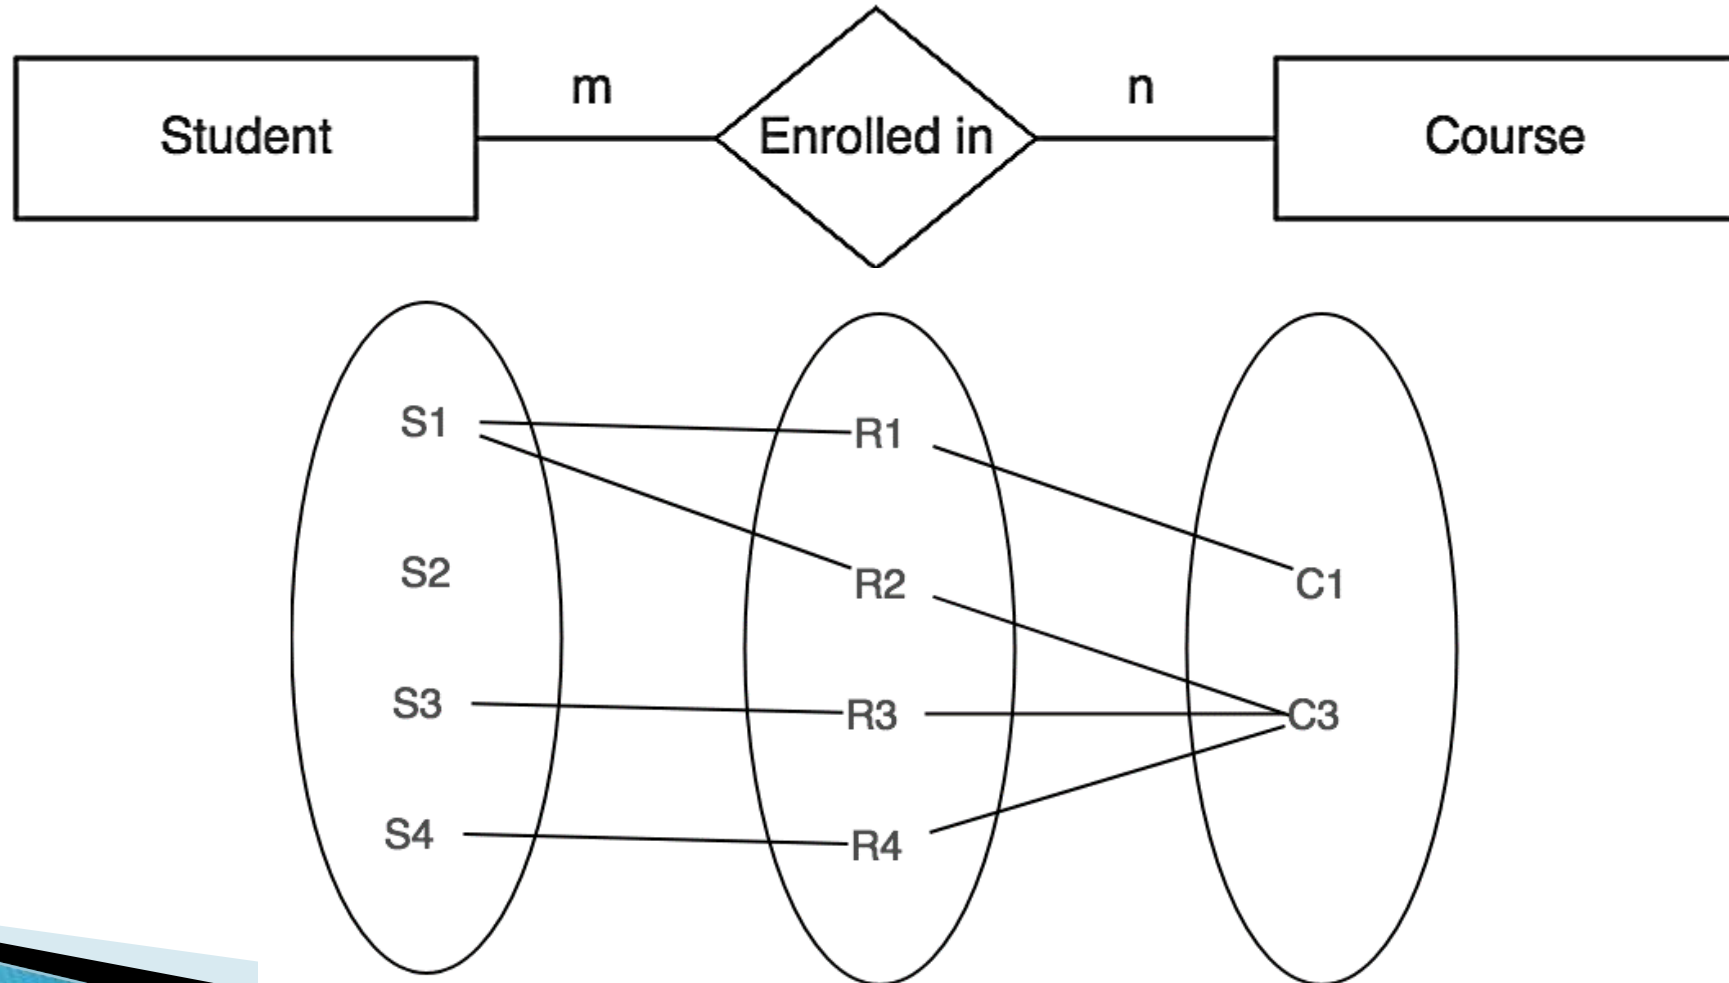 m
n
Student
Enrolled in
Course
S1
R1
S2
R2
C1
S3
R3
C3
S4
R4